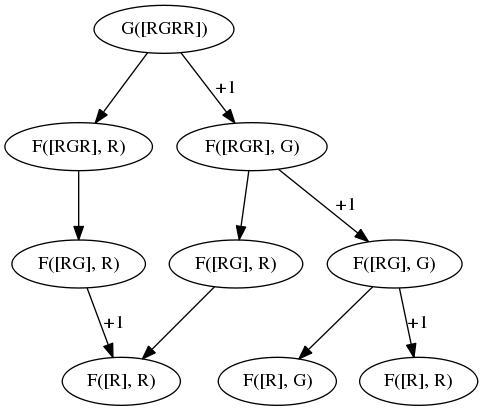 G([RGRR])
+1
F([RGR], R)
F([RGR], G)
+1
F([RG], R)
F([RG], R)
F([RG], G)
+1
+1
F([R], R)
F([R], G)
F([R], R)